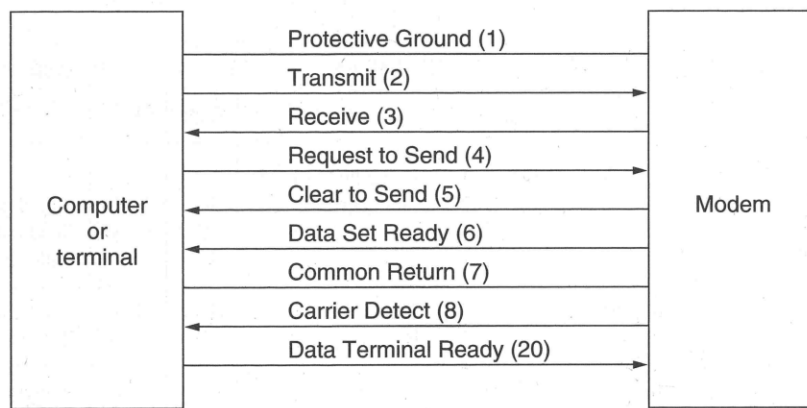 Protective Ground (1)
Transmit (2)
Receive (3)
Request to Send (4)
Clear to Send (5)
Data Set Ready (6)
Common Return (7)
Carrier Detect (8)
Data Terminal Ready (20)
Computer
or
terminal
Modem